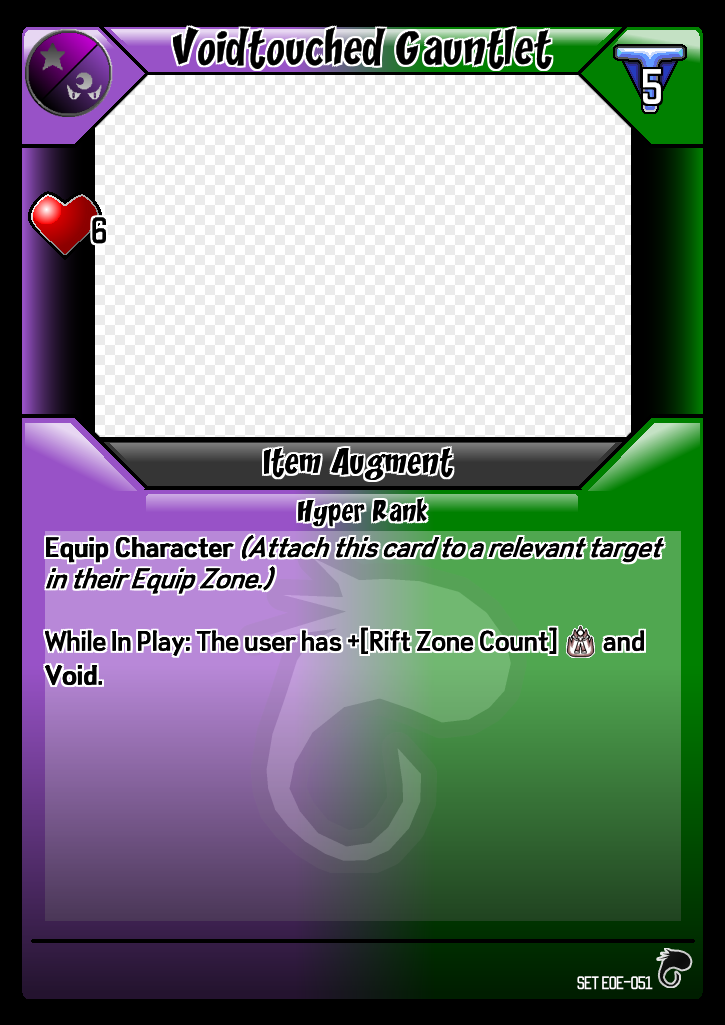 Voidtouched Gauntlet
5
6
Item Augment
Hyper Rank
Equip Character (Attach this card to a relevant target
in their Equip Zone.)
While In Play: The user has +[Rift Zone Count] and
Void.
SET EOE-051